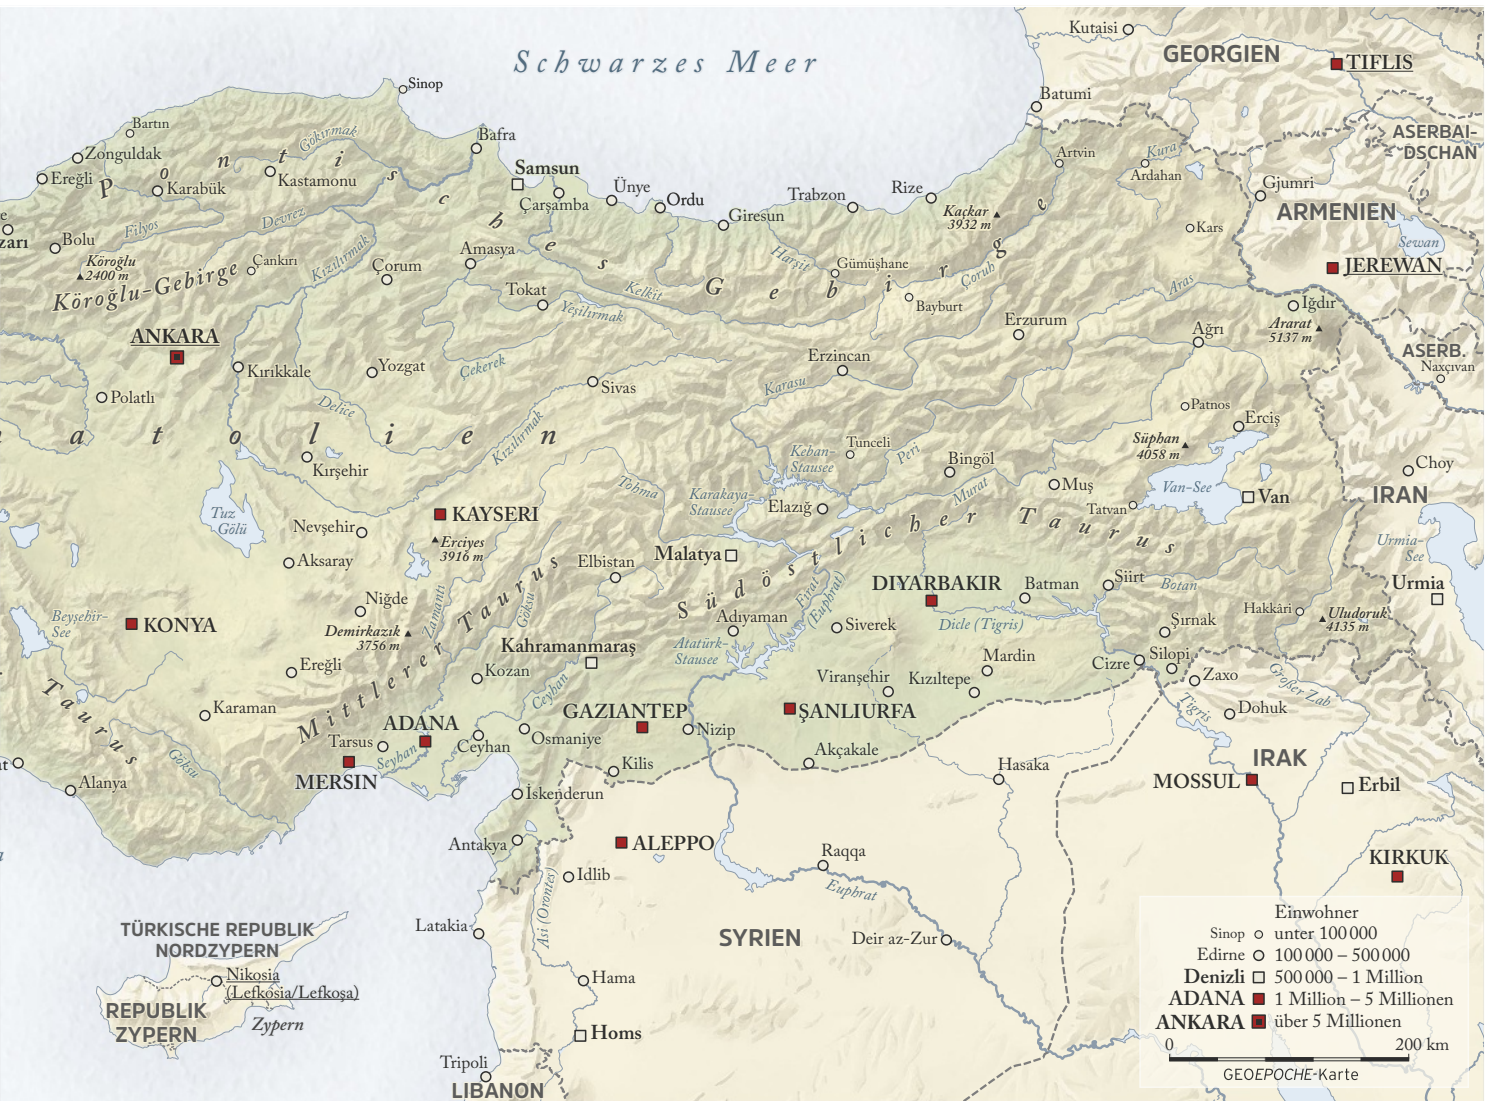 Schwarzes Meer
Kutaisi
GEORGIEN
TIFLIS
Batumi
ASERBAI-
DSCHAN
Sinop
Bartın
Zonguldak
Ereğli
Karabük
Kastamonu
Gökırmak
Bafra
Samsun
Çarşamba
Ünye
Ordu
Giresun
Trabzon
Rize
Artvin
Kura
Ardahan
Gjumri
ARMENIEN
Sewan
JEREWAN
Kaçkar
3932 m
Kars
Pontisches Gebirge
Filyos
Devrez
Bolu
zarı
Köroğlu
2400 m
Köroğlu-Gebirge
Çankırı
Kızılırmak
Çorum
Amasya
Tokat
Kelkit
Yeşilırmak
Harşit
Gümüşhane
Bayburt
Çoruh
Aras
Iğdır
Ararat
5137 m
Ağrı
Erzurum
ASERB.
Naxçıvan
ANKARA
Kırıkkale
Yozgat
Çekerek
Polatlı
Sivas
Erzincan
Karasu
Delice
Patnos
Erciş
Süphan
4058 m
atolien
Kırşehir
Kızılırmak
Keban-
Stausee
Tunceli
Peri
Bingöl
Murat
Muş
Tatvan
Van-See
Van
Choy
IRAN
Tuz
Gölü
KAYSERI
Nevşehir
Erciyes
3916 m
Aksaray
Tohma
Karakaya-
Stausee
Elazığ
Malatya
Elbistan
Südöstlicher Taurus
Urmia-
See
Urmia
DIYARBAKIR
Batman
Siirt
Botan
Hakkâri
Uludoruk
4135 m
Fırat
(Euphrat)
Adıyaman
Siverek
Dicle (Tigris)
Şırnak
Beyşehir-
See
KONYA
Niğde
Demirkazık
3756 m
Zamantı
Göksu
Mittlerer Taurus
Kahramanmaraş
Atatürk-
Stausee
Mardin
Cizre
Silopi
Zaxo
Großer Zab
Viranşehir
Kızıltepe
Ereğli
Kozan
Ceyhan
Taurus
Karaman
ADANA
GAZIANTEP
Nizip
ŞANLIURFA
Tigris
Dohuk
Tarsus
Seyhan
Ceyhan
Osmaniye
MERSIN
Göksu
Kilis
Akçakale
Hasaka
IRAK
MOSSUL
Erbil
Alanya
İskenderun
Antakya
ALEPPO
Raqqa
Euphrat
KIRKUK
Idlib
Asi (Orontes)
Latakia
SYRIEN
Deir az-Zur
TÜRKISCHE REPUBLIK
NORDZYPERN
Nikosia
(Lefkosia/Lefkoşa)
REPUBLIK
ZYPERN
Zypern
Hama
Homs
Tripoli
LIBANON
Einwohner
Sinop unter 100 000
Edirne 100 000 – 500 000
Denizli 500 000 – 1 Million
ADANA 1 Million – 5 Millionen
ANKARA über 5 Millionen
0 200 km
GEOEPOCHE-Karte